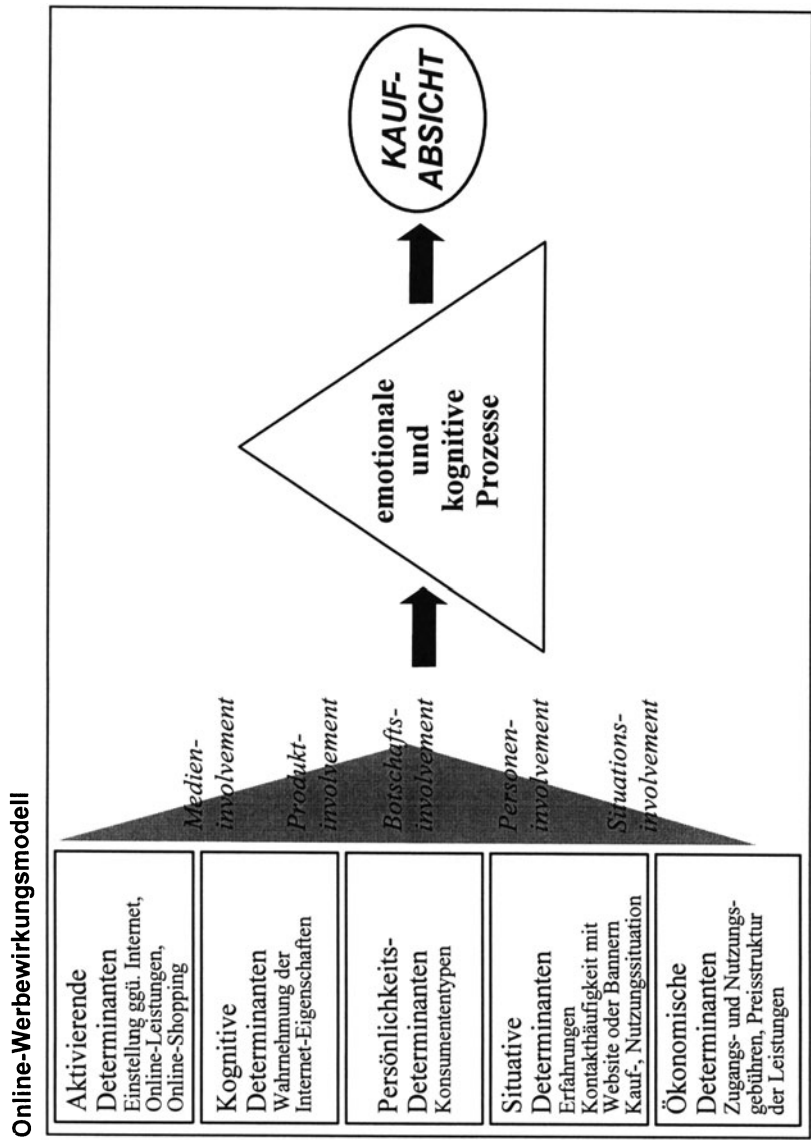 Online-Werbewirkungsmodell
Aktivierende
Determinanten
Einstellung ggü. Internet,
Online-Leistungen,
Online-Shopping
Kognitive
Determinanten
Wahrnehmung der
Internet-Eigenschaften
Persönlichkeits-
Determinanten
Konsumententypen
Situative
Determinanten
Erfahrungen
Kontakthäufigkeit mit
Website oder Bannern
Kauf-, Nutzungssituation
Ökonomische
Determinanten
Zugangs- und Nutzungs-
gebühren, Preisstruktur
der Leistungen
Medien-
involvement
Produkt-
involvement
Botschafts-
involvement
Personen-
involvement
Situations-
involvement
emotionale
und
kognitive
Prozesse
KAUF-
ABSICHT